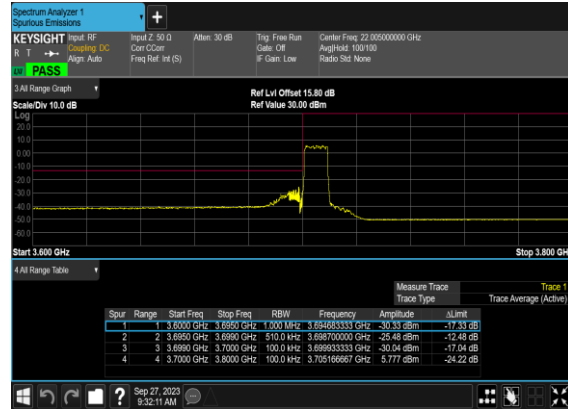 Spectrum Analyzer 1
Spurious Emissions
KEYSIGHT Input: RF Input Z: 50 Ω Atten: 30 dB Trig: Free Run Center Freq: 22.005000000 GHz
R T Coupling: DC Corr CCorr Gate: Off Avg|Hold: 100/100
Align: Auto Freq Ref: Int (S) IF Gain: Low Radio Std: None
LM PASS
3 All Range Graph
Ref Lvl Offset 15.80 dB
Scale/Div 10.0 dB Ref Value 30.00 dBm
Log
20.0
10.0
0.00
-10.0
-20.0
-30.0
-40.0
-50.0
-60.0
Start 3.600 GHz Stop 3.800 GH
4 All Range Table
Measure Trace Trace 1
Trace Type Trace Average (Active)
Spur Range Start Freq Stop Freq RBW Frequency Amplitude ΔLimit
1 1 3.6000 GHz 3.6950 GHz 1.000 MHz 3.694683333 GHz -30.33 dBm -17.33 dB
2 2 3.6950 GHz 3.6990 GHz 510.0 kHz 3.698700000 GHz -25.48 dBm -12.48 dB
3 3 3.6990 GHz 3.7000 GHz 100.0 kHz 3.699933333 GHz -30.04 dBm -17.04 dB
4 4 3.7000 GHz 3.8000 GHz 100.0 kHz 3.705166667 GHz 5.777 dBm -24.22 dB
? Sep 27, 2023
9:32:11 AM